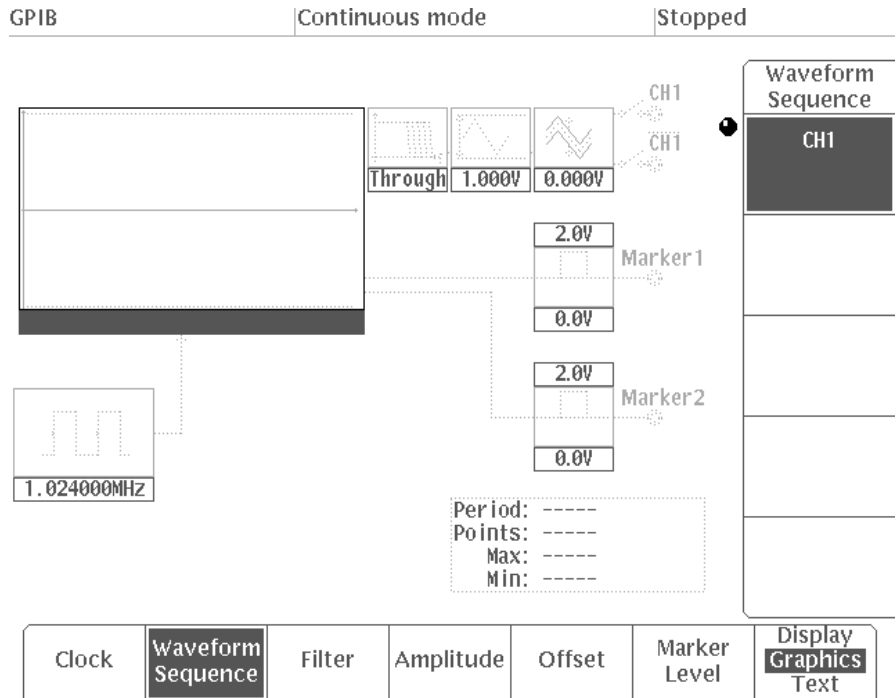 GPIB Continuous mode Stopped
Waveform
Sequence
CH1
CH1
CH1
Through 1.000V 0.000V
2.0V
Marker1
0.0V
2.0V
Marker2
0.0V
1.024000MHz
Period: -----
Points: -----
Max: -----
Min: -----
Clock
Waveform
Sequence
Filter
Amplitude
Offset
Marker
Level
Display
Graphics
Text